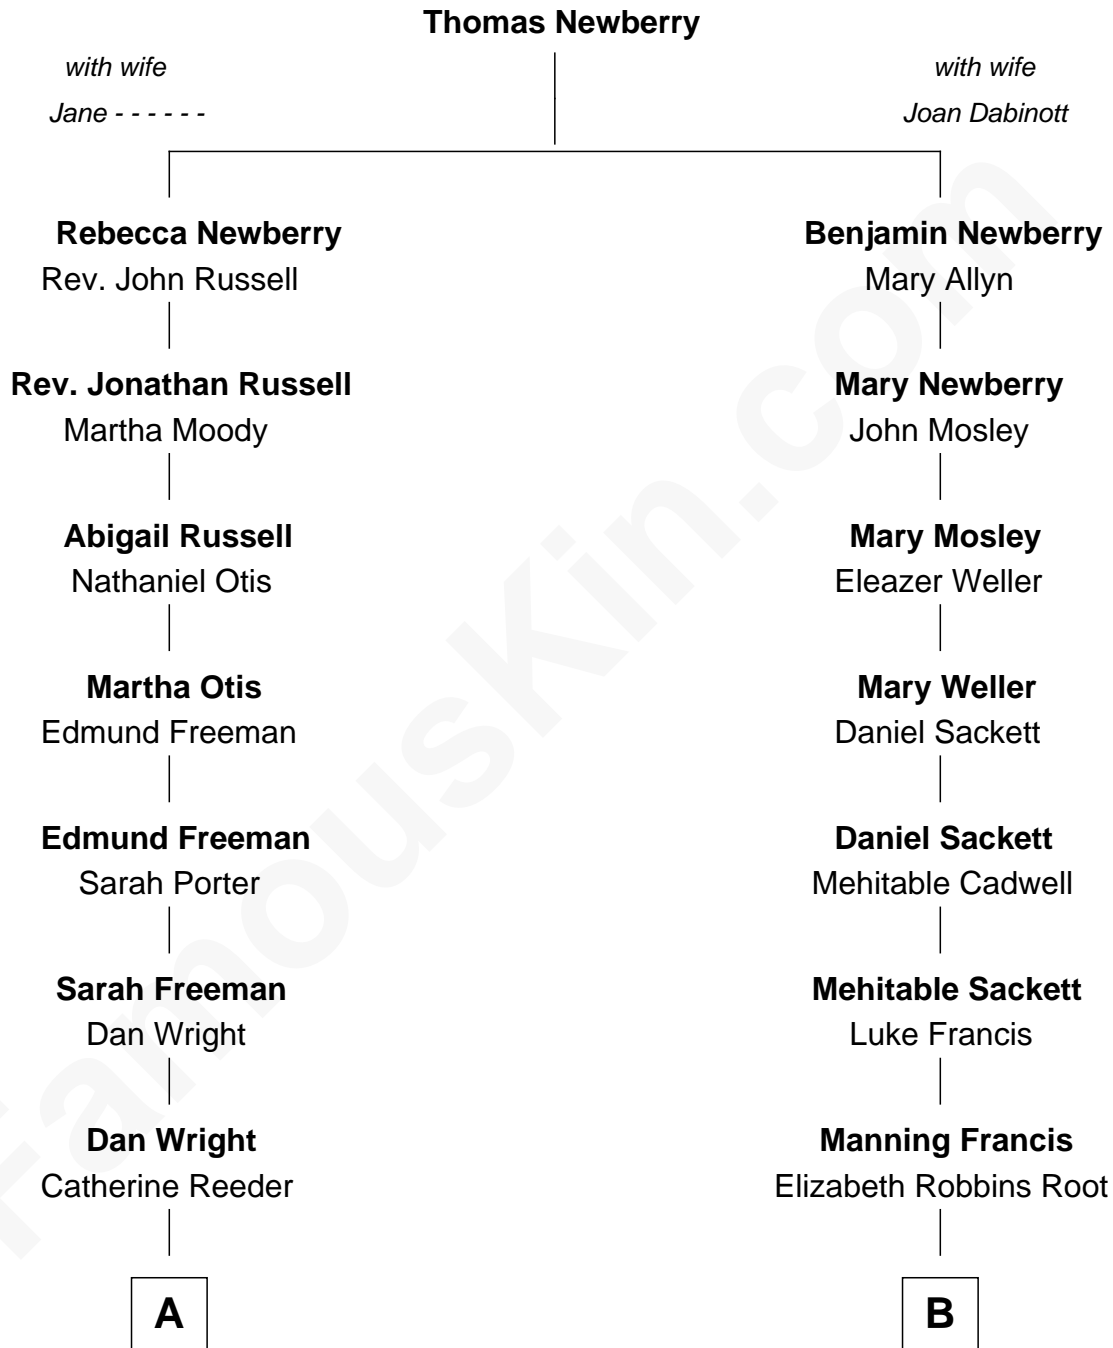 Thomas Newberry
with wife
Jane - - - - - -
with wife
Joan Dabinott
Rebecca Newberry
Rev. John Russell
Benjamin Newberry
Mary Allyn
Rev. Jonathan Russell
Martha Moody
Mary Newberry
John Mosley
Abigail Russell
Nathaniel Otis
Mary Mosley
Eleazer Weller
Martha Otis
Edmund Freeman
Mary Weller
Daniel Sackett
Edmund Freeman
Sarah Porter
Daniel Sackett
Mehitable Cadwell
Sarah Freeman
Dan Wright
Mehitable Sackett
Luke Francis
Dan Wright
Catherine Reeder
Manning Francis
Elizabeth Robbins Root
A
B
FamousKin.com